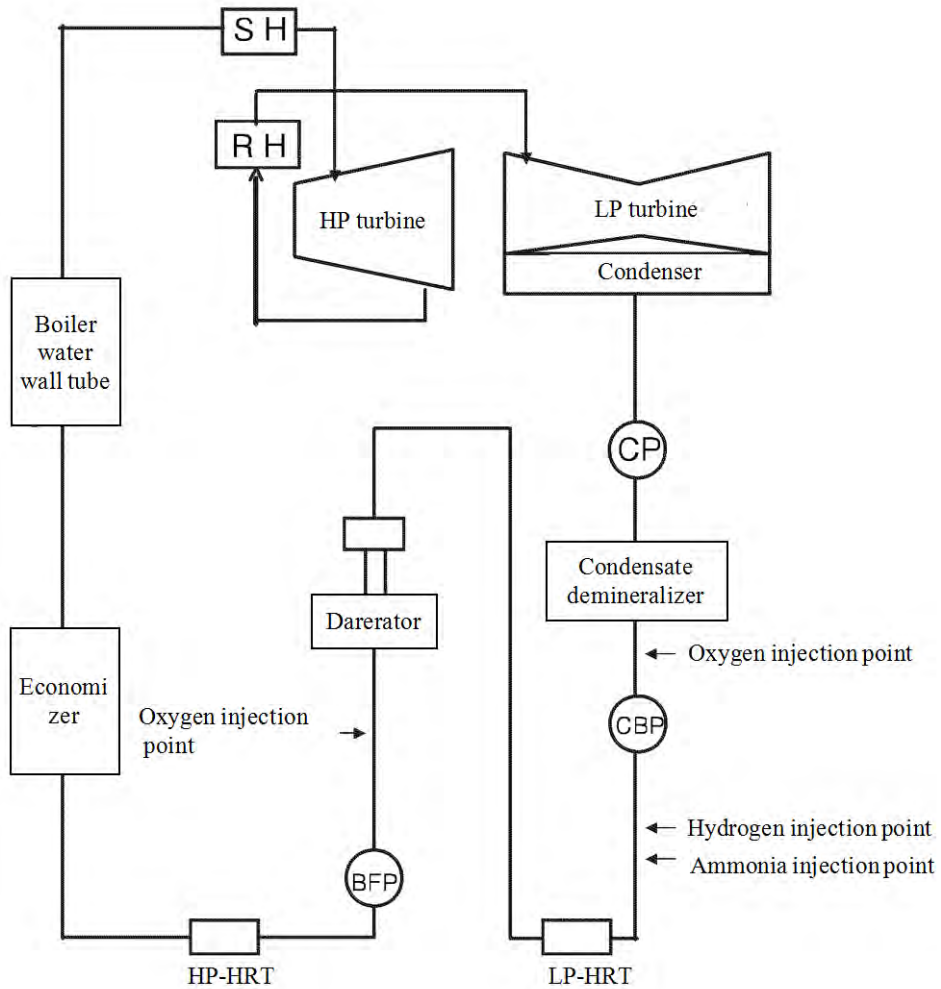 S H
R H
HP turbine
LP turbine
Condenser
Boiler
water
wall tube
CP
Condensate
demineralizer
Darerator
Oxygen injection point
Economi
zer
Oxygen injection
point
CBP
Hydrogen injection point
Ammonia injection point
BFP
HP-HRT
LP-HRT